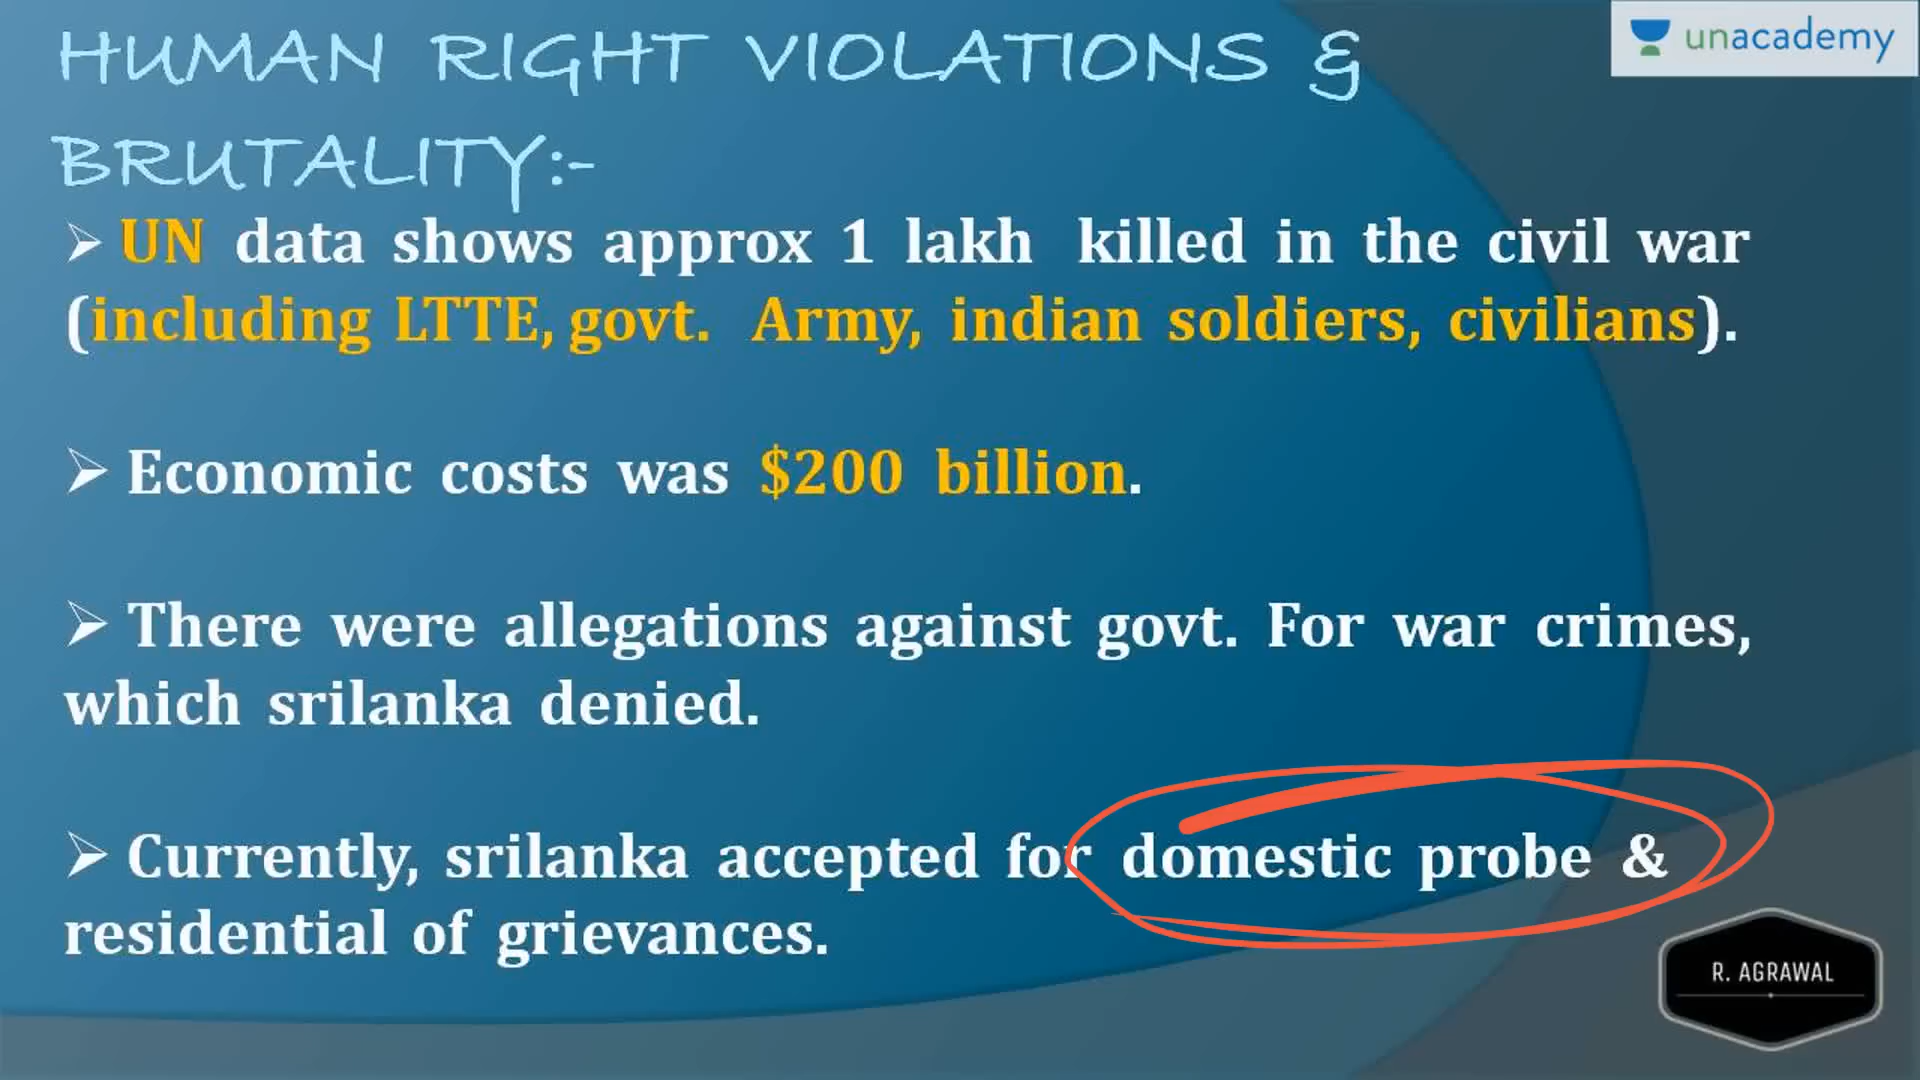 HUMAN RIGHT VIOLATIONS &
unacademy
BRUTALITY:-
➢ UN data shows approx 1 lakh killed in the civil war
(including LTTE, govt. Army, indian soldiers, civilians).
➢ Economic costs was $200 billion.
➢ There were allegations against govt. For war crimes,
which srilanka denied.
➢ Currently, srilanka accepted for domestic probe &
residential of grievances.
R. AGRAWAL